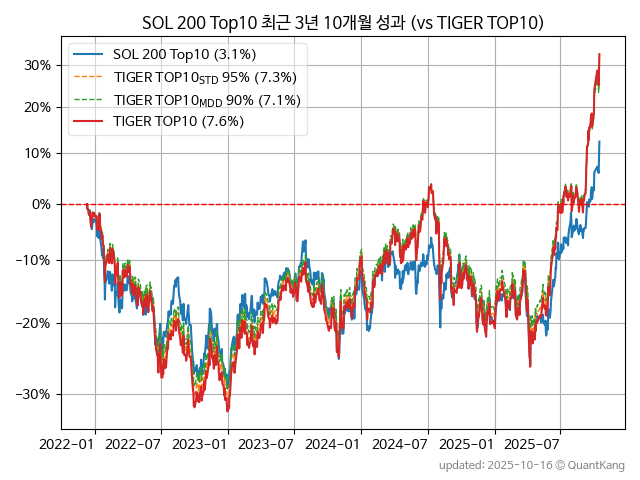 SOL 200 Top10 최근 3년 10개월 성과 (vs TIGER TOP10)
SOL 200 Top10 (3.1%)
TIGER TOP10STD 95% (7.3%)
TIGER TOP10MDD 90% (7.1%)
TIGER TOP10 (7.6%)
30%
20%
10%
0%
-10%
-20%
-30%
2022-01 2022-07 2023-01 2023-07 2024-01 2024-07 2025-01 2025-07
updated: 2025-10-16 © QuantKang